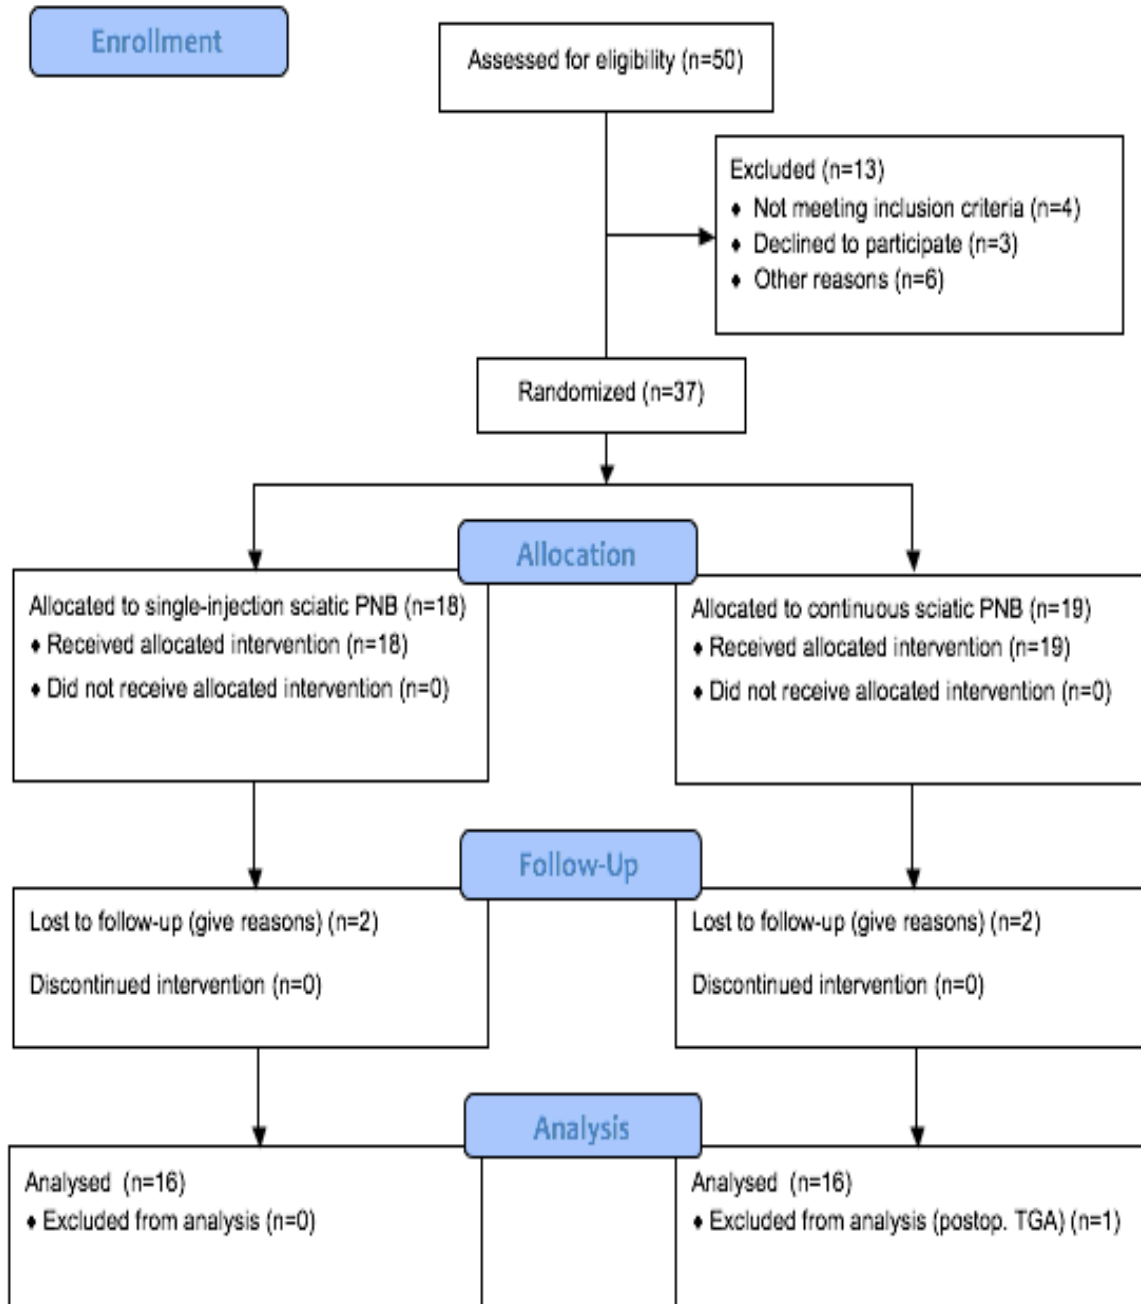 Enrollment
Assessed for eligibility (n=50)
Excluded (n=13)
♦ Not meeting inclusion criteria (n=4)
♦ Declined to participate (n=3)
♦ Other reasons (n=6)
Randomized (n=37)
Allocation
Allocated to single-injection sciatic PNB (n=18)
♦ Received allocated intervention (n=18)
♦ Did not receive allocated intervention (n=0)
Allocated to continuous sciatic PNB (n=19)
♦ Received allocated intervention (n=19)
♦ Did not receive allocated intervention (n=0)
Follow-Up
Lost to follow-up (give reasons) (n=2)
Discontinued intervention (n=0)
Lost to follow-up (give reasons) (n=2)
Discontinued intervention (n=0)
Analysis
Analysed (n=16)
♦ Excluded from analysis (n=0)
Analysed (n=16)
♦ Excluded from analysis (postop. TGA) (n=1)